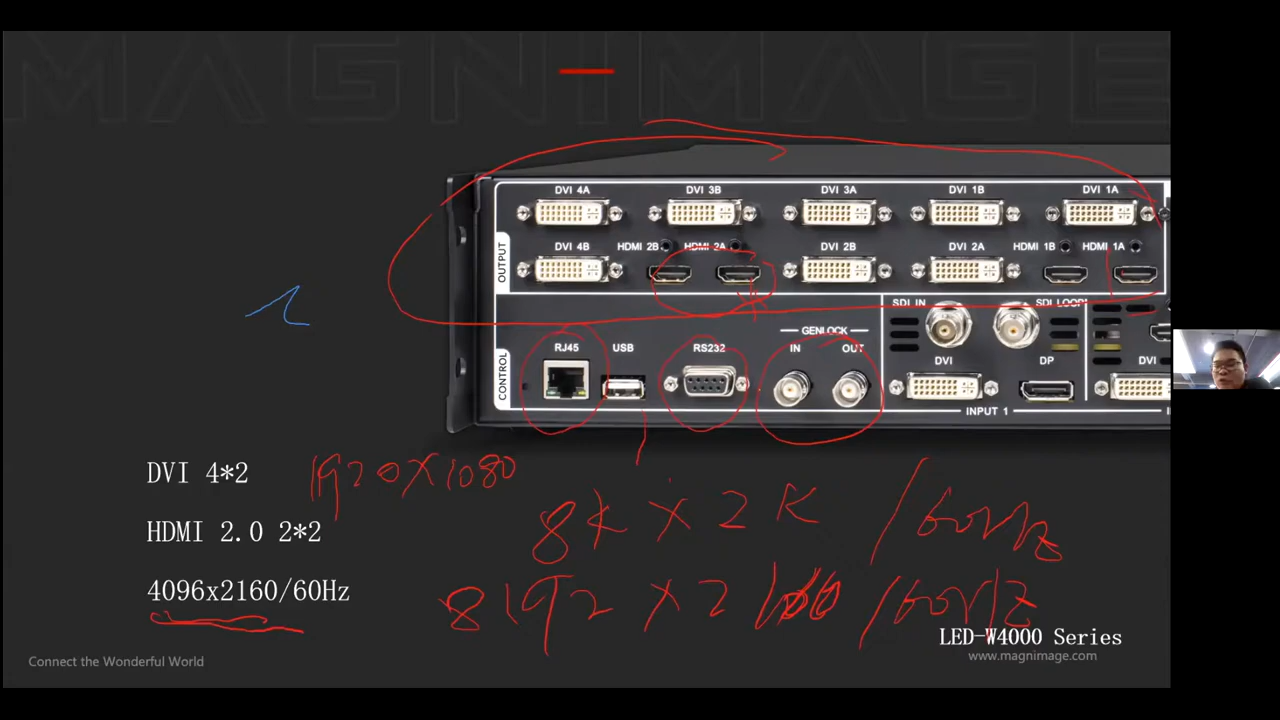 MAGNIMAGE
DVI 4A DVI 3B DVI 3A DVI 1B DVI 1A
OUTPUT
DVI 4B HDMI 2B HDMI 2A DVI 2B DVI 2A HDMI 1B HDMI 1A
CONTROL
RJ45 USB RS232 GENLOCK IN OUT
SDI IN SDI LOOP
DVI DP DVI
INPUT 1
DVI 4*2 1920X1080
HDMI 2.0 2*2 8K X 2K /60Hz
4096x2160/60Hz 8192 X 2160 /60Hz
LED-W4000 Series
Connect the Wonderful World www.magnimage.com